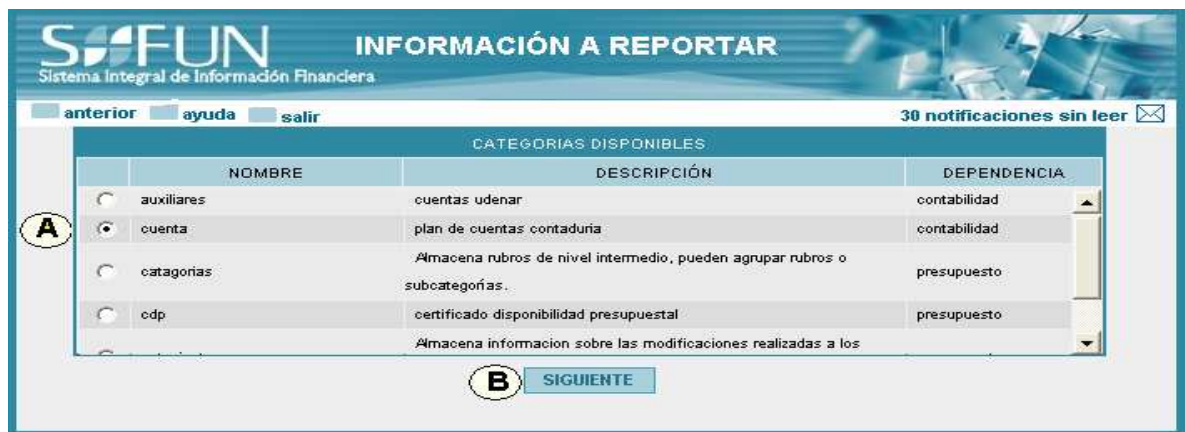 SIIFUN INFORMACIÓN A REPORTAR
Sistema Integral de Información Financiera
anterior ayuda salir 30 notificaciones sin leer
CATEGORIAS DISPONIBLES
NOMBRE DESCRIPCIÓN DEPENDENCIA
auxiliares cuentas udenar contabilidad
A cuenta plan de cuentas contaduria contabilidad
catagorias Almacena rubros de nivel intermedio, pueden agrupar rubros o presupuesto
subcategorías.
cdp certificado disponibilidad presupuestal presupuesto
Almacena informacion sobre las modificaciones realizadas a los
B SIGUIENTE